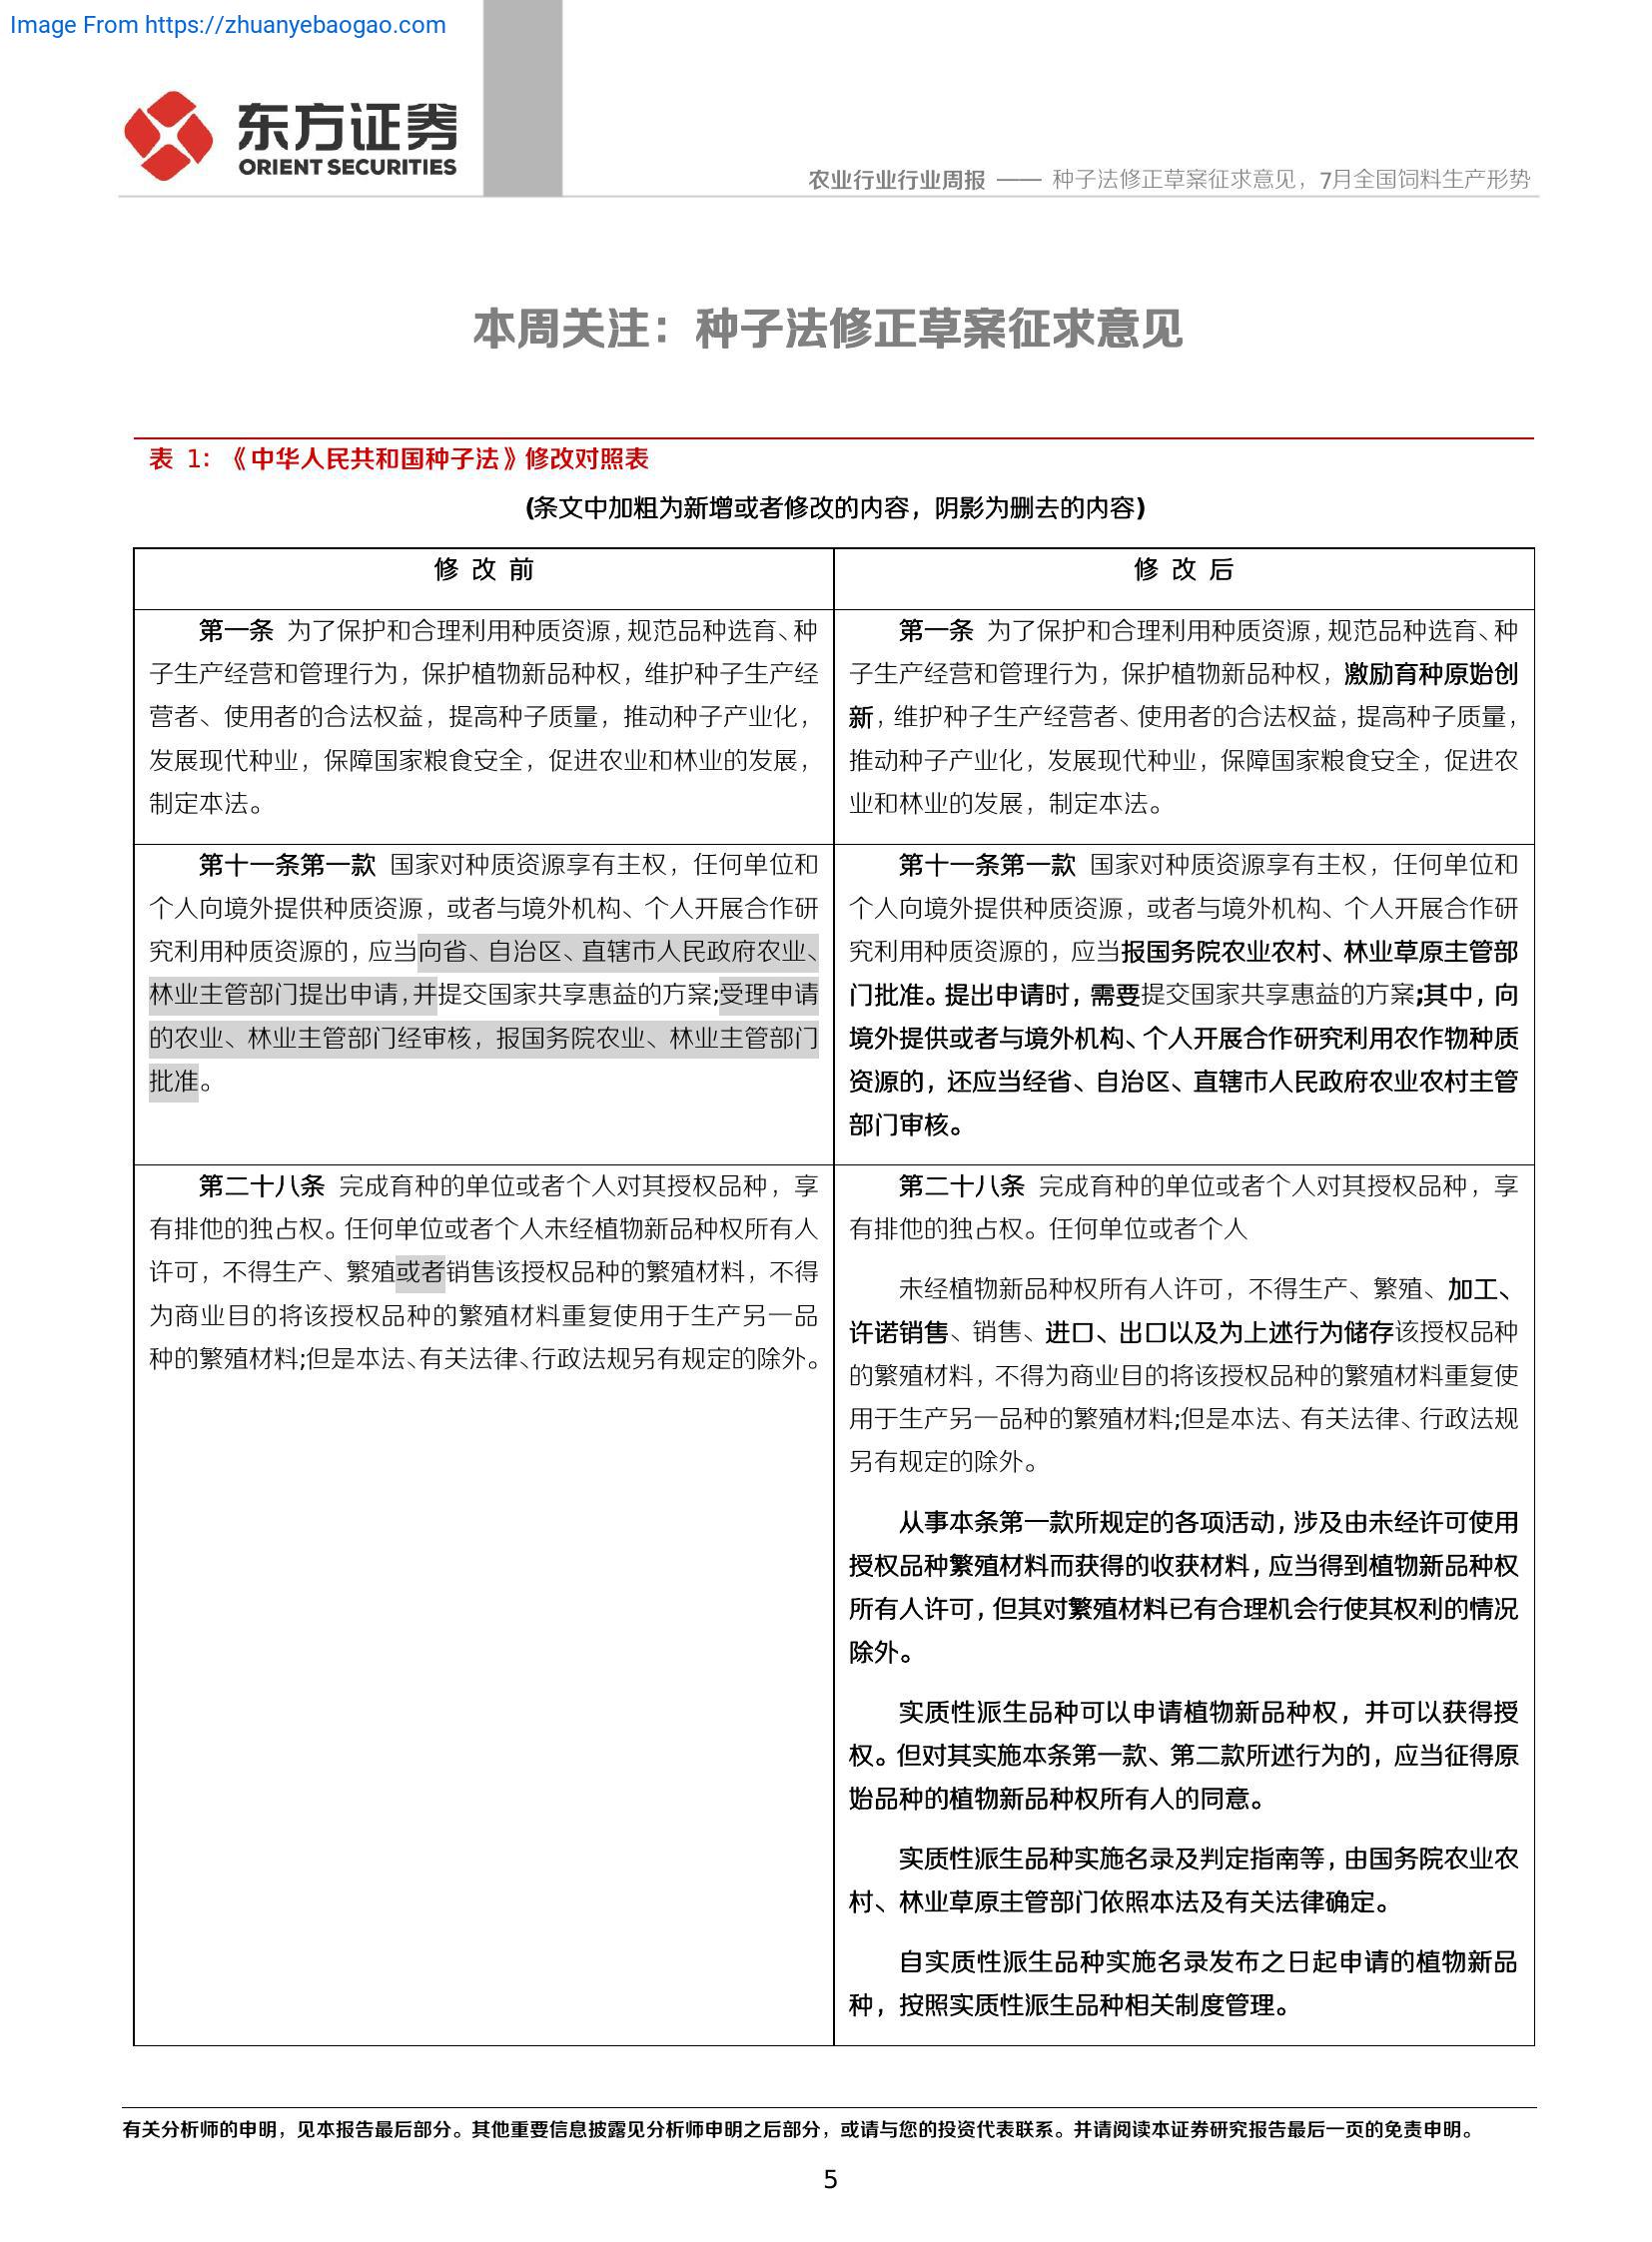 Image From https://zhuanyebaogao.com
东方证券
ORIENT SECURITIES
农业行业行业周报 —— 种子法修正草案征求意见，7月全国饲料生产形势
本周关注：种子法修正草案征求意见
表 1：《中华人民共和国种子法》修改对照表
(条文中加粗为新增或者修改的内容，阴影为删去的内容)
修 改 前
第一条 为了保护和合理利用种质资源，规范品种选育、种
子生产经营和管理行为，保护植物新品种权，维护种子生产经
营者、使用者的合法权益，提高种子质量，推动种子产业化，
发展现代种业，保障国家粮食安全，促进农业和林业的发展，
制定本法。
第十一条第一款 国家对种质资源享有主权，任何单位和
个人向境外提供种质资源，或者与境外机构、个人开展合作研
究利用种质资源的，应当向省、自治区、直辖市人民政府农业、
林业主管部门提出申请，并提交国家共享惠益的方案;受理申请
的农业、林业主管部门经审核，报国务院农业、林业主管部门
批准。
第二十八条 完成育种的单位或者个人对其授权品种，享
有排他的独占权。任何单位或者个人未经植物新品种权所有人
许可，不得生产、繁殖或者销售该授权品种的繁殖材料，不得
为商业目的将该授权品种的繁殖材料重复使用于生产另一品
种的繁殖材料;但是本法、有关法律、行政法规另有规定的除外。
修 改 后
第一条 为了保护和合理利用种质资源，规范品种选育、种
子生产经营和管理行为，保护植物新品种权，激励育种原始创
新，维护种子生产经营者、使用者的合法权益，提高种子质量，
推动种子产业化，发展现代种业，保障国家粮食安全，促进农
业和林业的发展，制定本法。
第十一条第一款 国家对种质资源享有主权，任何单位和
个人向境外提供种质资源，或者与境外机构、个人开展合作研
究利用种质资源的，应当报国务院农业农村、林业草原主管部
门批准。提出申请时，需要提交国家共享惠益的方案;其中，向
境外提供或者与境外机构、个人开展合作研究利用农作物种质
资源的，还应当经省、自治区、直辖市人民政府农业农村主管
部门审核。
第二十八条 完成育种的单位或者个人对其授权品种，享
有排他的独占权。任何单位或者个人
未经植物新品种权所有人许可，不得生产、繁殖、加工、
许诺销售、销售、进口、出口以及为上述行为储存该授权品种
的繁殖材料，不得为商业目的将该授权品种的繁殖材料重复使
用于生产另一品种的繁殖材料;但是本法、有关法律、行政法规
另有规定的除外。
从事本条第一款所规定的各项活动，涉及由未经许可使用
授权品种繁殖材料而获得的收获材料，应当得到植物新品种权
所有人许可，但其对繁殖材料已有合理机会行使其权利的情况
除外。
实质性派生品种可以申请植物新品种权，并可以获得授
权。但对其实施本条第一款、第二款所述行为的，应当征得原
始品种的植物新品种权所有人的同意。
实质性派生品种实施名录及判定指南等，由国务院农业农
村、林业草原主管部门依照本法及有关法律确定。
自实质性派生品种实施名录发布之日起申请的植物新品
种，按照实质性派生品种相关制度管理。
有关分析师的申明，见本报告最后部分。其他重要信息披露见分析师申明之后部分，或请与您的投资代表联系。并请阅读本证券研究报告最后一页的免责申明。
5